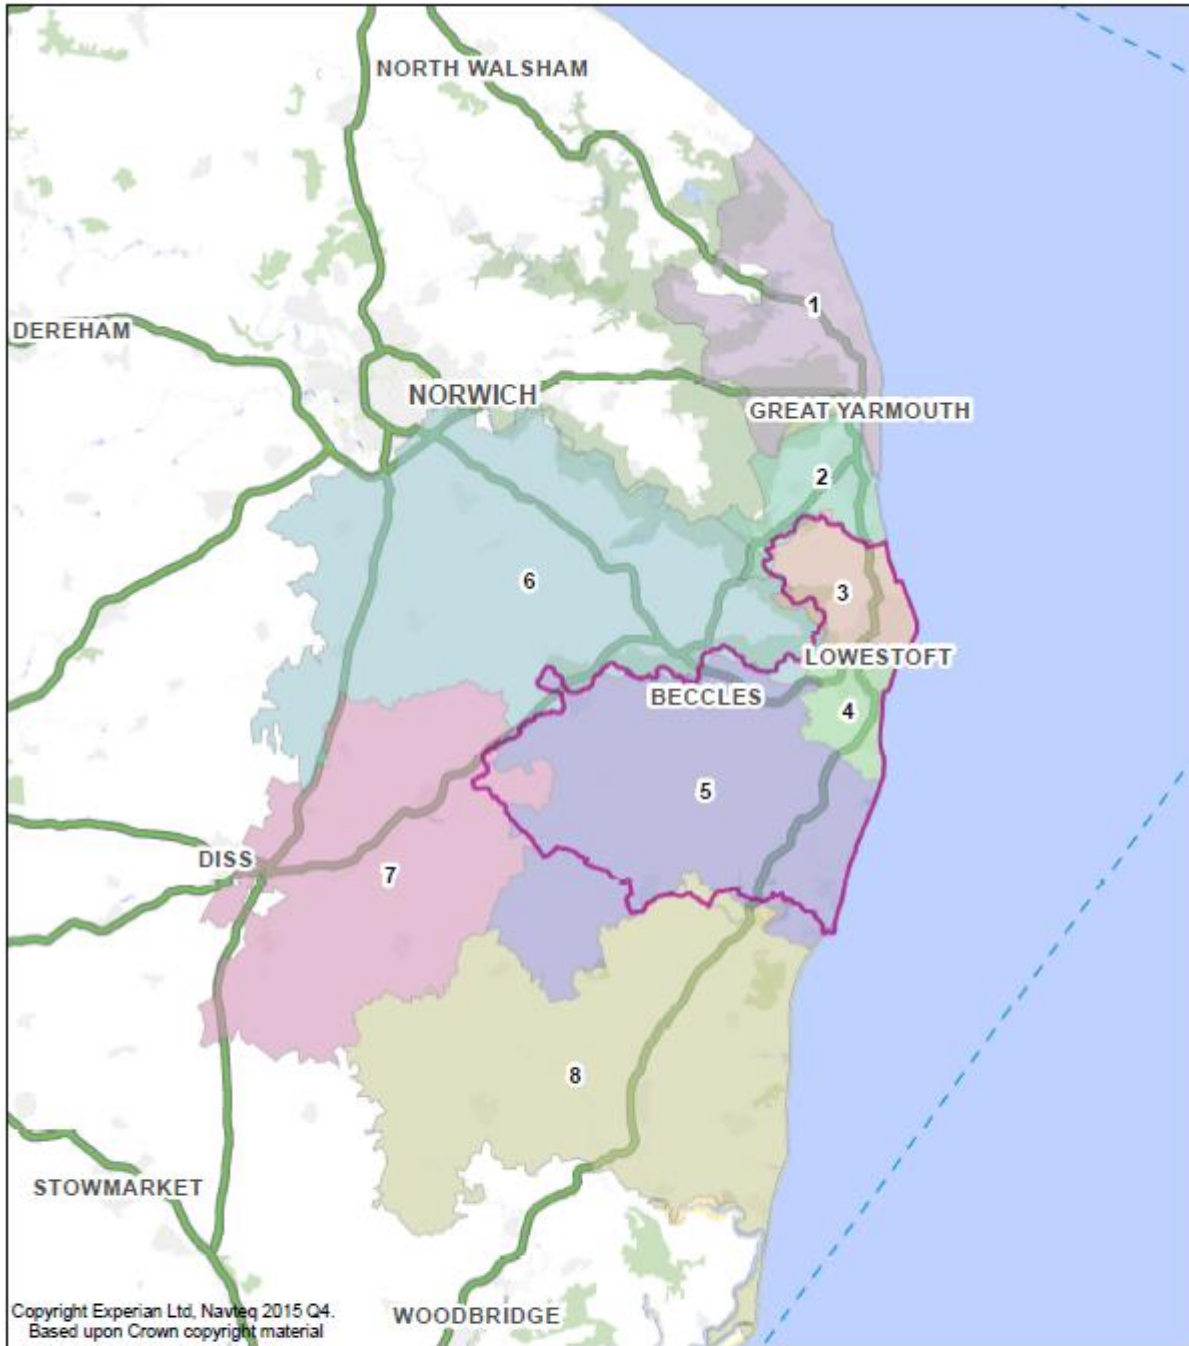 NORTH WALSHAM
1
DEREHAM
NORWICH
GREAT YARMOUTH
2
6
3
LOWESTOFT
BECCLES
4
5
DISS
7
8
STOWMARKET
WOODBRIDGE
Copyright Experian Ltd, Navteq 2015 Q4.
Based upon Crown copyright material